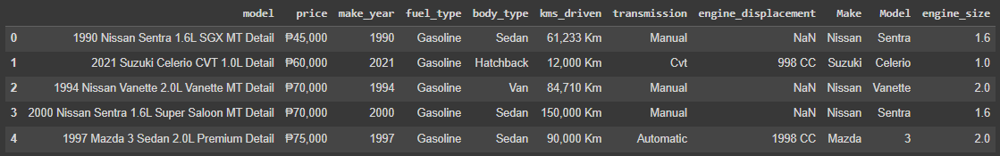 model price make_year fuel_type body_type kms_driven transmission engine_displacement Make Model engine_size
0 1990 Nissan Sentra 1.6L SGX MT Detail ₱45,000 1990 Gasoline Sedan 61,233 Km Manual NaN Nissan Sentra 1.6
1 2021 Suzuki Celerio CVT 1.0L Detail ₱60,000 2021 Gasoline Hatchback 12,000 Km Cvt 998 CC Suzuki Celerio 1.0
2 1994 Nissan Vanette 2.0L Vanette MT Detail ₱70,000 1994 Gasoline Van 84,710 Km Manual NaN Nissan Vanette 2.0
3 2000 Nissan Sentra 1.6L Super Saloon MT Detail ₱70,000 2000 Gasoline Sedan 150,000 Km Manual NaN Nissan Sentra 1.6
4 1997 Mazda 3 Sedan 2.0L Premium Detail ₱75,000 1997 Gasoline Sedan 90,000 Km Automatic 1998 CC Mazda 3 2.0